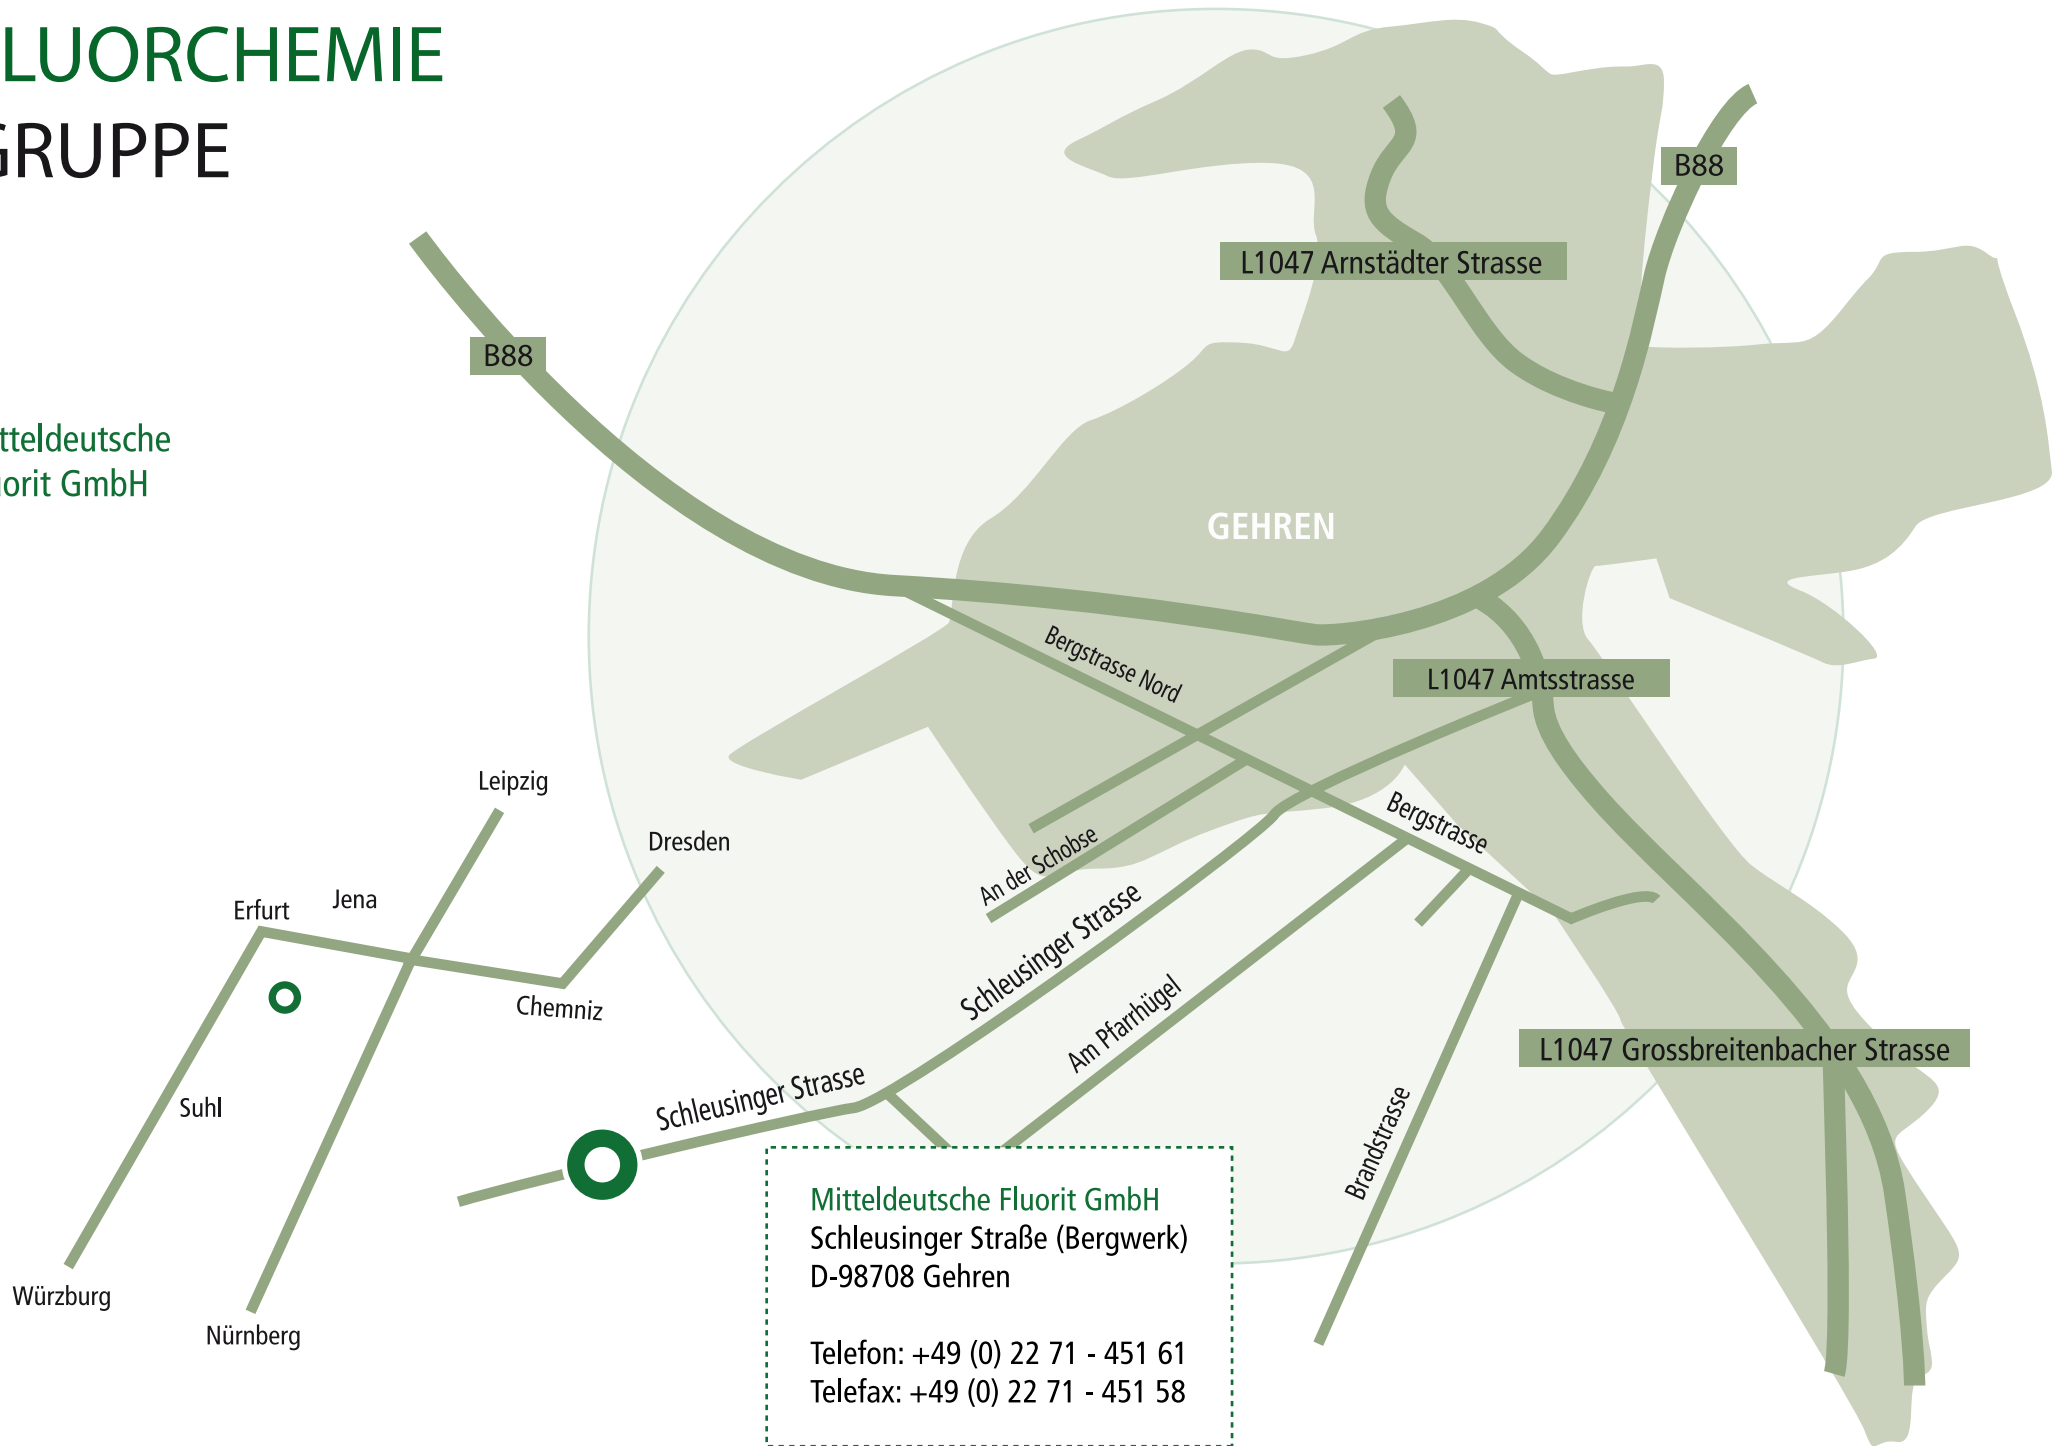 LUORCHEMIE
GRUPPE
tteldeutsche
uorit GmbH
B88
B88
L1047 Arnstädter Strasse
GEHREN
Bergstrasse Nord
L1047 Amtsstrasse
Bergstrasse
An der Schobse
Schleusinger Strasse
Am Pfarrhügel
Schleusinger Strasse
Brandstrasse
L1047 Grossbreitenbacher Strasse
Leipzig
Dresden
Jena
Erfurt
Chemniz
Suhl
Würzburg
Nürnberg
Mitteldeutsche Fluorit GmbH
Schleusinger Straße (Bergwerk)
D-98708 Gehren
Telefon: +49 (0) 22 71 - 451 61
Telefax: +49 (0) 22 71 - 451 58